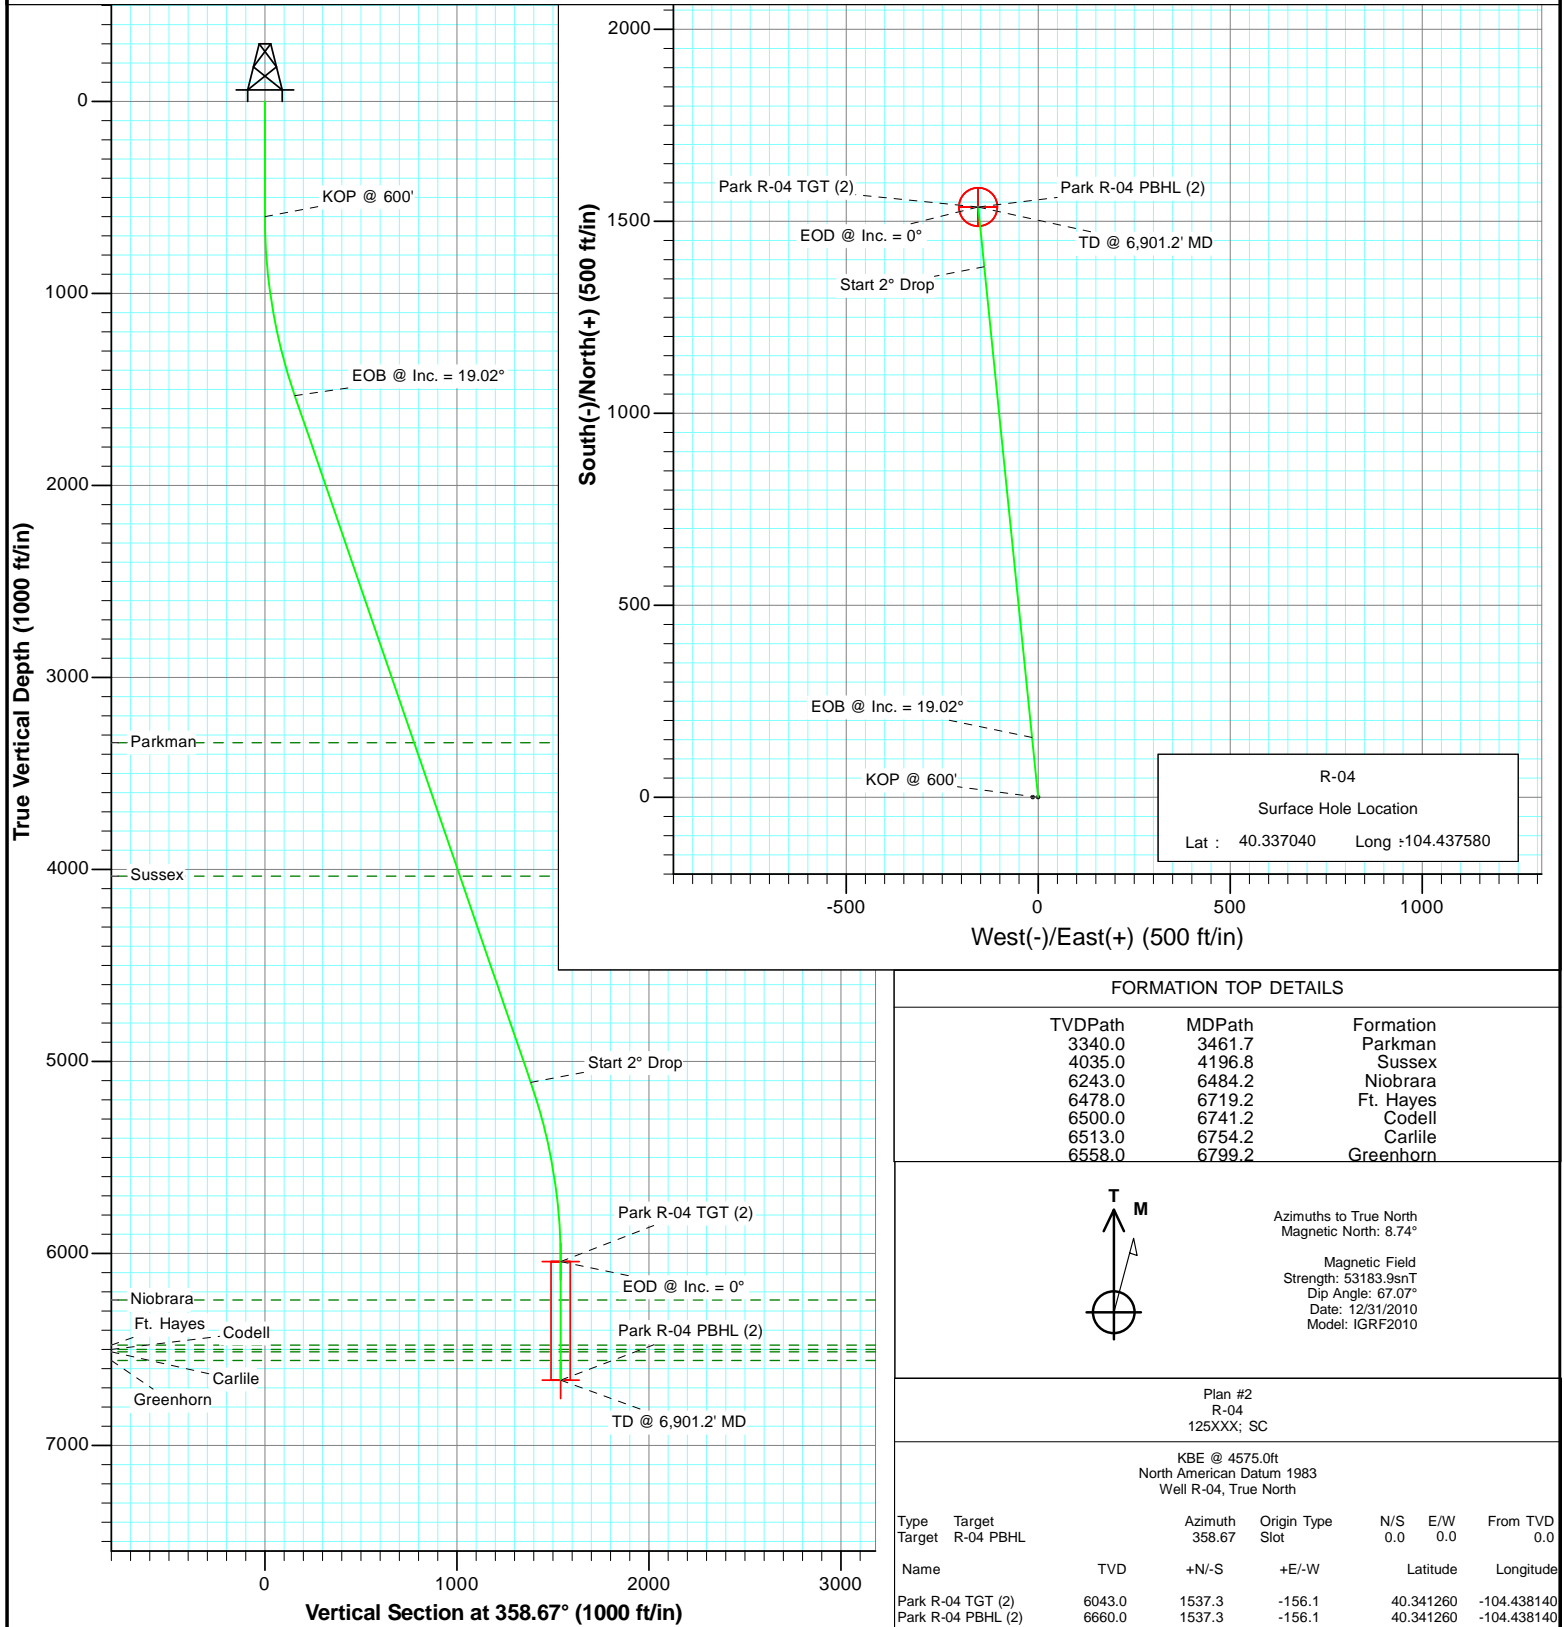 0
1000
2000
3000
4000
5000
6000
7000
True Vertical Depth (1000 ft/in)
KOP @ 600'
EOB @ Inc. = 19.02°
Parkman
Sussex
Start 2° Drop
Park R-04 TGT (2)
EOD @ Inc. = 0°
Niobrara
Ft. Hayes
Codell
Park R-04 PBHL (2)
Carlile
Greenhorn
TD @ 6,901.2' MD
0
1000
2000
3000
Vertical Section at 358.67° (1000 ft/in)
2000
1500
1000
500
0
South(-)/North(+) (500 ft/in)
Park R-04 TGT (2)
Park R-04 PBHL (2)
EOD @ Inc. = 0°
TD @ 6,901.2' MD
Start 2° Drop
EOB @ Inc. = 19.02°
KOP @ 600'
R-04
Surface Hole Location
Lat : 40.337040 Long :-104.437580
-500
0
500
1000
West(-)/East(+) (500 ft/in)
FORMATION TOP DETAILS
TVDPath MDPath Formation
3340.0 3461.7 Parkman
4035.0 4196.8 Sussex
6243.0 6484.2 Niobrara
6478.0 6719.2 Ft. Hayes
6500.0 6741.2 Codell
6513.0 6754.2 Carlile
6558.0 6799.2 Greenhorn
T
M
Azimuths to True North
Magnetic North: 8.74°
Magnetic Field
Strength: 53183.9snT
Dip Angle: 67.07°
Date: 12/31/2010
Model: IGRF2010
Plan #2
R-04
125XXX; SC
KBE @ 4575.0ft
North American Datum 1983
Well R-04, True North
Type Target Azimuth Origin Type N/S E/W From TVD
Target R-04 PBHL 358.67 Slot 0.0 0.0 0.0
Name TVD +N/-S +E/-W Latitude Longitude
Park R-04 TGT (2) 6043.0 1537.3 -156.1 40.341260 -104.438140
Park R-04 PBHL (2) 6660.0 1537.3 -156.1 40.341260 -104.438140